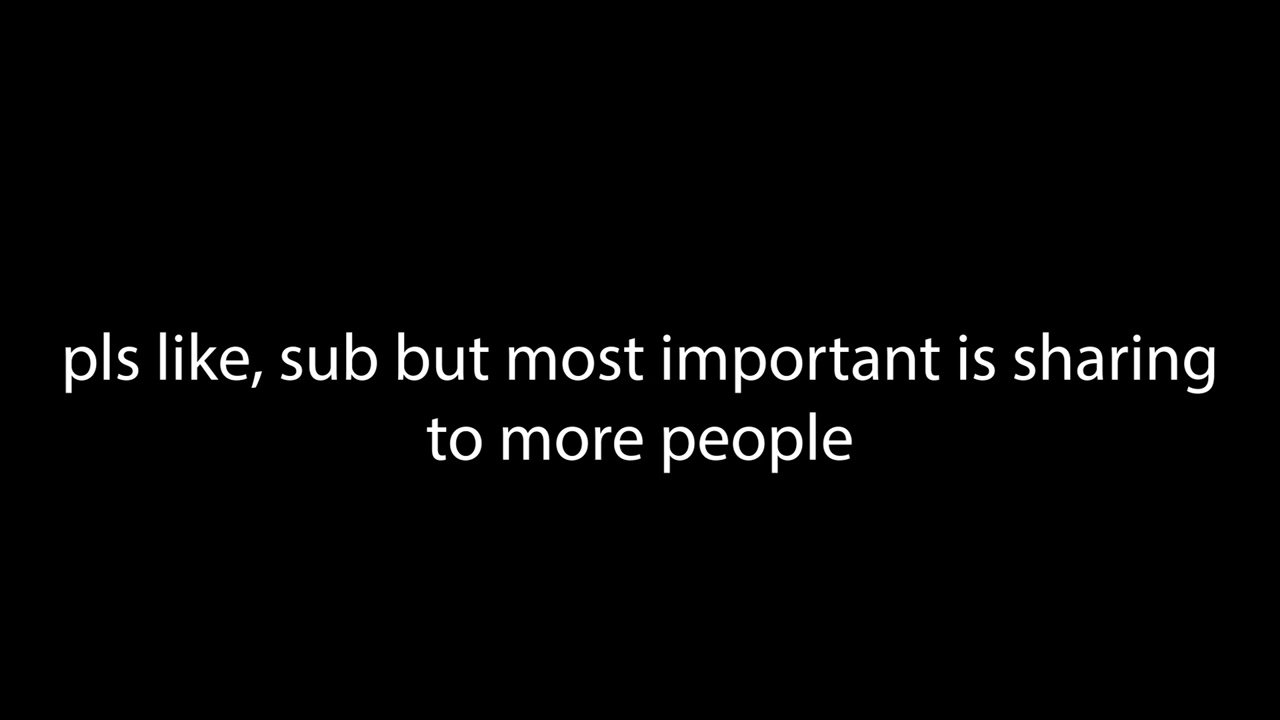 pls like, sub but most important is sharing
to more people